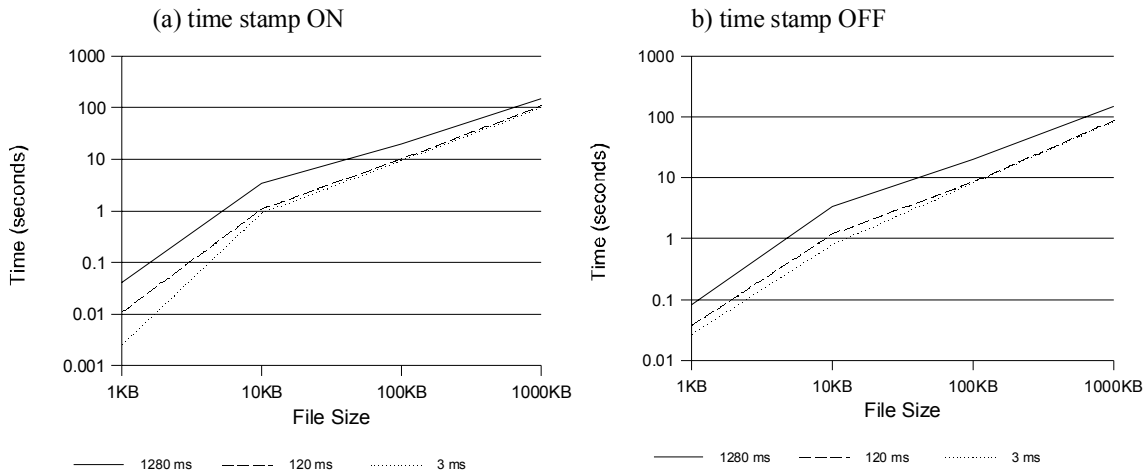 (a) time stamp ON
1000
100
10
1
0.1
0.01
0.001
Time (seconds)
1KB 10KB 100KB 1000KB
File Size
1280 ms 120 ms 3 ms
b) time stamp OFF
1000
100
10
1
0.1
0.01
Time (seconds)
1KB 10KB 100KB 1000KB
File Size
1280 ms 120 ms 3 ms